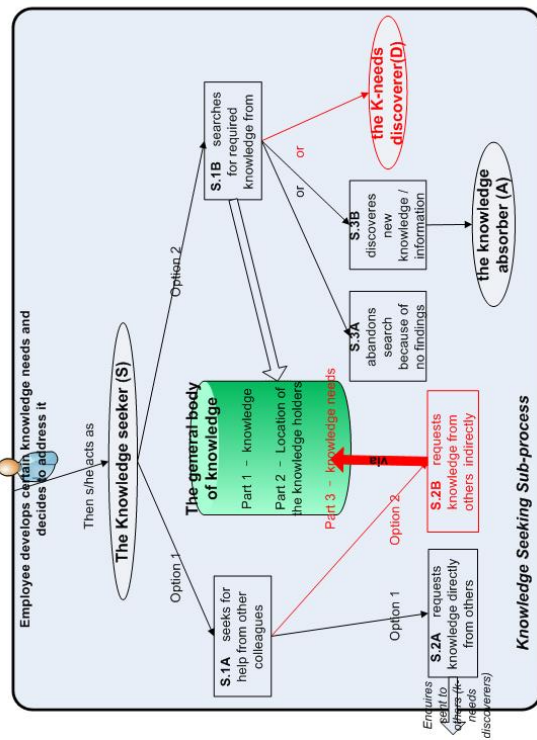 Employee develops certain knowledge needs and
decides to address it
Then s/he acts as
The Knowledge seeker (S)
Option 1
Option 2
S.1A seeks for
help from other
colleagues
The general body
of knowledge
Part 1 - knowledge
Part 2 - Location of
the knowledge holders
Part 3 - knowledge needs
S.1B searches
for required
knowledge from
or
or
Option 1
Option 2
via
S.2A requests
knowledge directly
from others
S.2B requests
knowledge from
others indirectly
S.3A
abandons
search
because of
no findings
S.3B
discoveres
new
knowledge /
information
the K-needs
discoverer(D)
the knowledge
absorber (A)
Enquires
sent to
others (k-
needs
discoverers)
Knowledge Seeking Sub-process